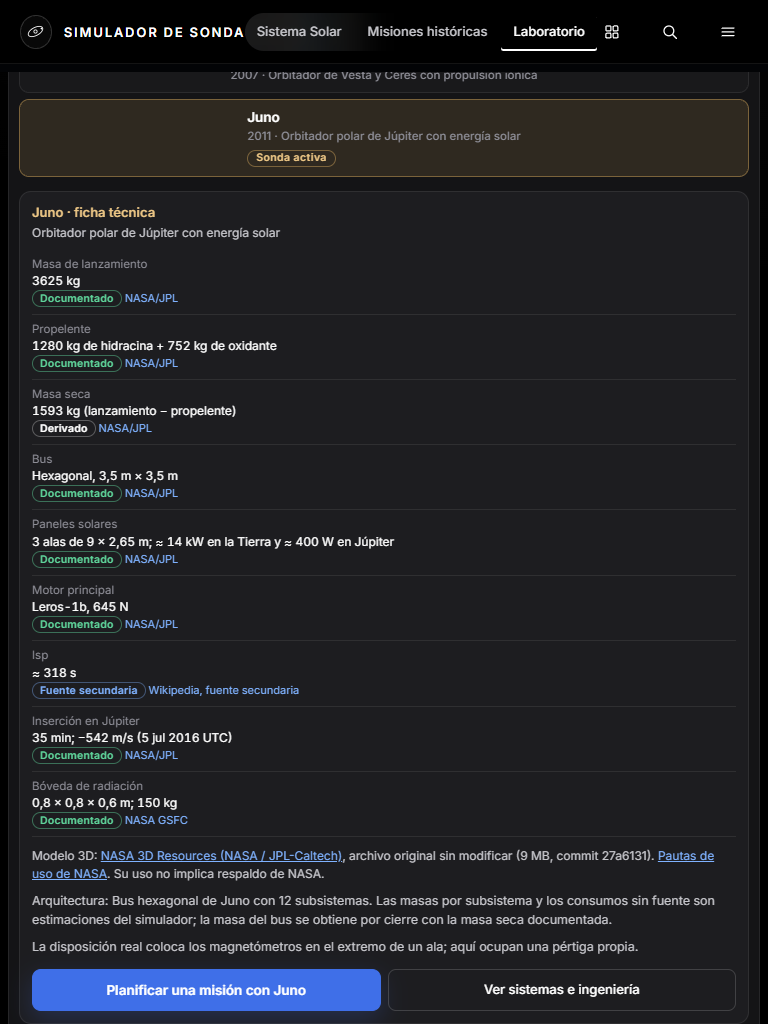 SIMULADOR DE SONDA
Sistema Solar
Misiones históricas
Laboratorio
2007 · Orbitador de Vesta y Ceres con propulsión iónica
Juno
2011 · Orbitador polar de Júpiter con energía solar
Sonda activa
Juno · ficha técnica
Orbitador polar de Júpiter con energía solar
Masa de lanzamiento
3625 kg
Documentado NASA/JPL
Propelente
1280 kg de hidracina + 752 kg de oxidante
Documentado NASA/JPL
Masa seca
1593 kg (lanzamiento − propelente)
Derivado NASA/JPL
Bus
Hexagonal, 3,5 m × 3,5 m
Documentado NASA/JPL
Paneles solares
3 alas de 9 × 2,65 m; ≈ 14 kW en la Tierra y ≈ 400 W en Júpiter
Documentado NASA/JPL
Motor principal
Leros-1b, 645 N
Documentado NASA/JPL
Isp
≈ 318 s
Fuente secundaria Wikipedia, fuente secundaria
Inserción en Júpiter
35 min; −542 m/s (5 jul 2016 UTC)
Documentado NASA/JPL
Bóveda de radiación
0,8 × 0,8 × 0,6 m; 150 kg
Documentado NASA GSFC
Modelo 3D: NASA 3D Resources (NASA / JPL-Caltech), archivo original sin modificar (9 MB, commit 27a6131). Pautas de
uso de NASA. Su uso no implica respaldo de NASA.
Arquitectura: Bus hexagonal de Juno con 12 subsistemas. Las masas por subsistema y los consumos sin fuente son
estimaciones del simulador; la masa del bus se obtiene por cierre con la masa seca documentada.
La disposición real coloca los magnetómetros en el extremo de un ala; aquí ocupan una pértiga propia.
Planificar una misión con Juno
Ver sistemas e ingeniería